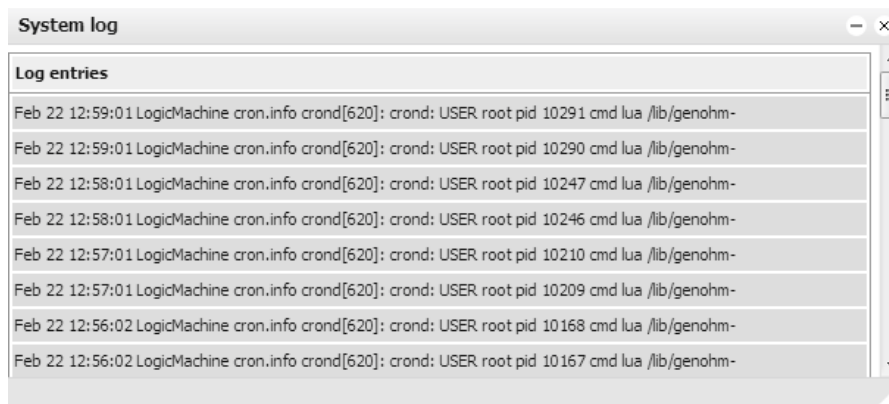 System log
Log entries
Feb 22 12:59:01 LogicMachine cron.info crond[620]: crond: USER root pid 10291 cmd lua /lib/genohm-
Feb 22 12:59:01 LogicMachine cron.info crond[620]: crond: USER root pid 10290 cmd lua /lib/genohm-
Feb 22 12:58:01 LogicMachine cron.info crond[620]: crond: USER root pid 10247 cmd lua /lib/genohm-
Feb 22 12:58:01 LogicMachine cron.info crond[620]: crond: USER root pid 10246 cmd lua /lib/genohm-
Feb 22 12:57:01 LogicMachine cron.info crond[620]: crond: USER root pid 10210 cmd lua /lib/genohm-
Feb 22 12:57:01 LogicMachine cron.info crond[620]: crond: USER root pid 10209 cmd lua /lib/genohm-
Feb 22 12:56:02 LogicMachine cron.info crond[620]: crond: USER root pid 10168 cmd lua /lib/genohm-
Feb 22 12:56:02 LogicMachine cron.info crond[620]: crond: USER root pid 10167 cmd lua /lib/genohm-